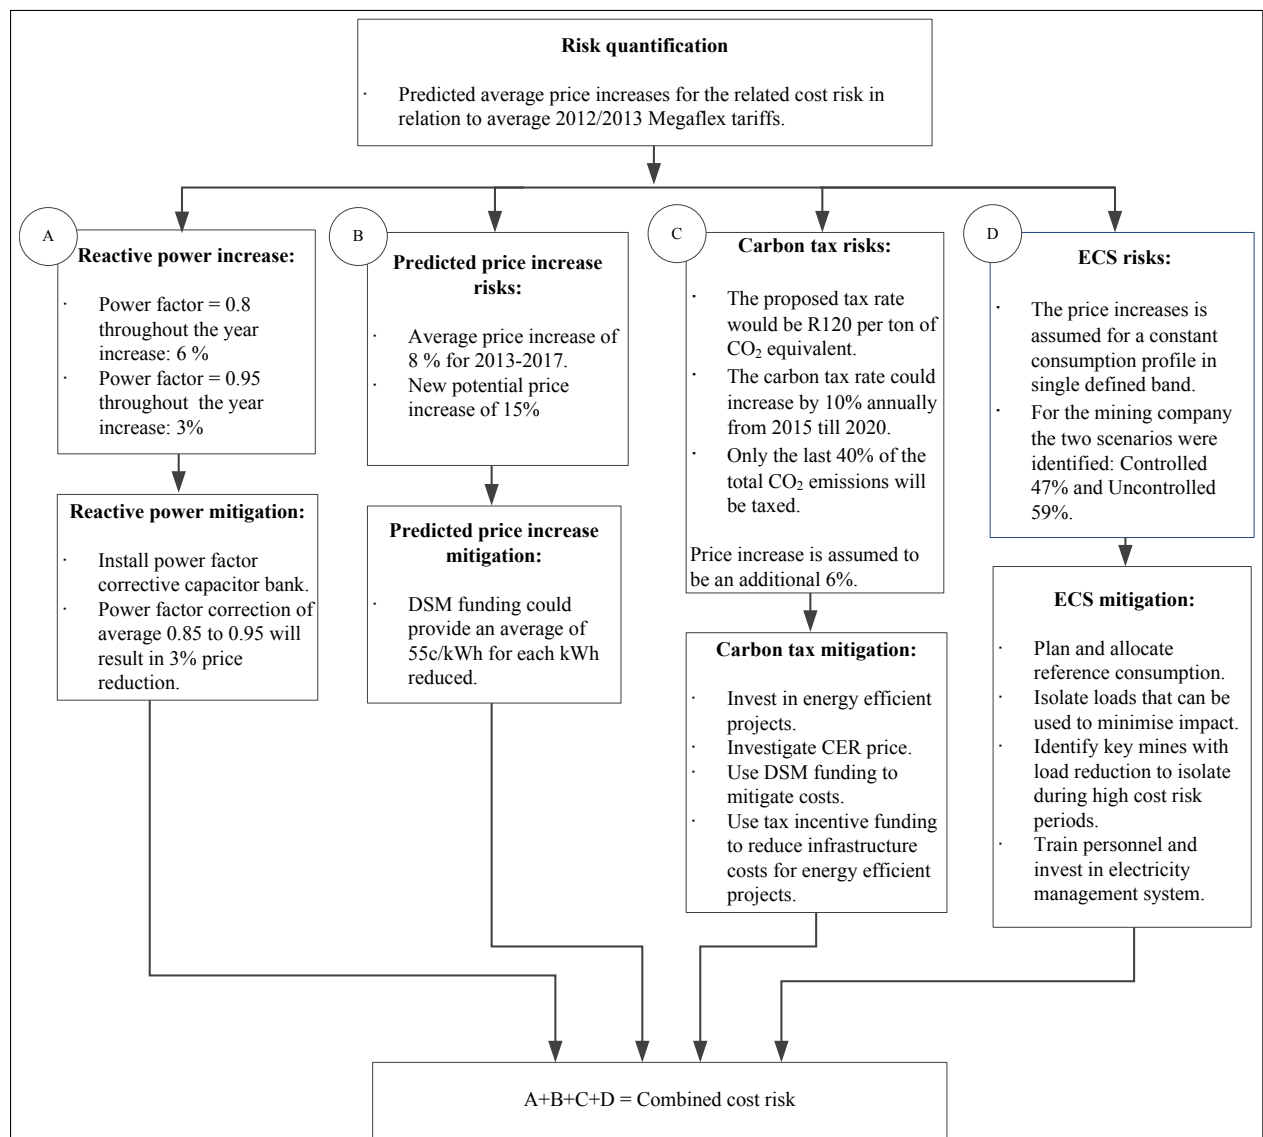 Risk quantification
· Predicted average price increases for the related cost risk in
relation to average 2012/2013 Megaflex tariffs.
A
Reactive power increase:
· Power factor = 0.8
throughout the year
increase: 6 %
· Power factor = 0.95
throughout the year
increase: 3%
Reactive power mitigation:
· Install power factor
corrective capacitor bank.
· Power factor correction of
average 0.85 to 0.95 will
result in 3% price
reduction.
B
Predicted price increase
risks:
· Average price increase of
8 % for 2013-2017.
· New potential price
increase of 15%
Predicted price increase
mitigation:
· DSM funding could
provide an average of
55c/kWh for each kWh
reduced.
C
Carbon tax risks:
· The proposed tax rate
would be R120 per ton of
CO₂ equivalent.
· The carbon tax rate could
increase by 10% annually
from 2015 till 2020.
· Only the last 40% of the
total CO₂ emissions will
be taxed.
Price increase is assumed to
be an additional 6%.
Carbon tax mitigation:
· Invest in energy efficient
projects.
· Investigate CER price.
· Use DSM funding to
mitigate costs.
· Use tax incentive funding
to reduce infrastructure
costs for energy efficient
projects.
D
ECS risks:
· The price increases is
assumed for a constant
consumption profile in
single defined band.
· For the mining company
the two scenarios were
identified: Controlled
47% and Uncontrolled
59%.
ECS mitigation:
· Plan and allocate
reference consumption.
· Isolate loads that can be
used to minimise impact.
· Identify key mines with
load reduction to isolate
during high cost risk
periods.
· Train personnel and
invest in electricity
management system.
A+B+C+D = Combined cost risk